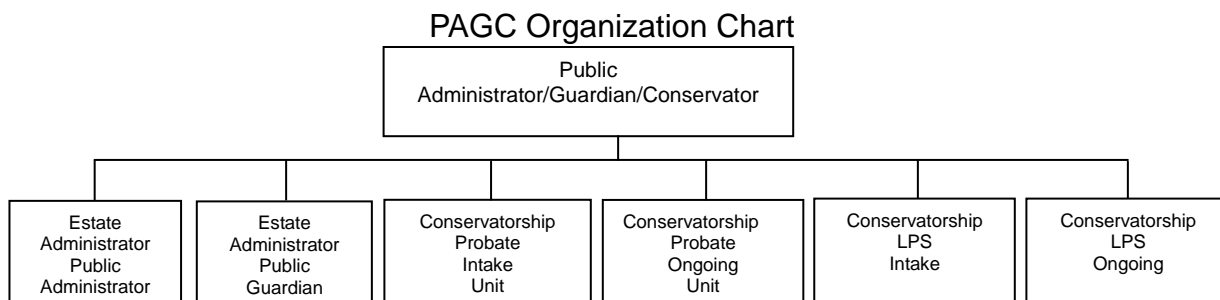 PAGC Organization Chart
Public
Administrator/Guardian/Conservator
Estate
Administrator
Public
Administrator
Estate
Administrator
Public
Guardian
Conservatorship
Probate
Intake
Unit
Conservatorship
Probate
Ongoing
Unit
Conservatorship
LPS
Intake
Conservatorship
LPS
Ongoing